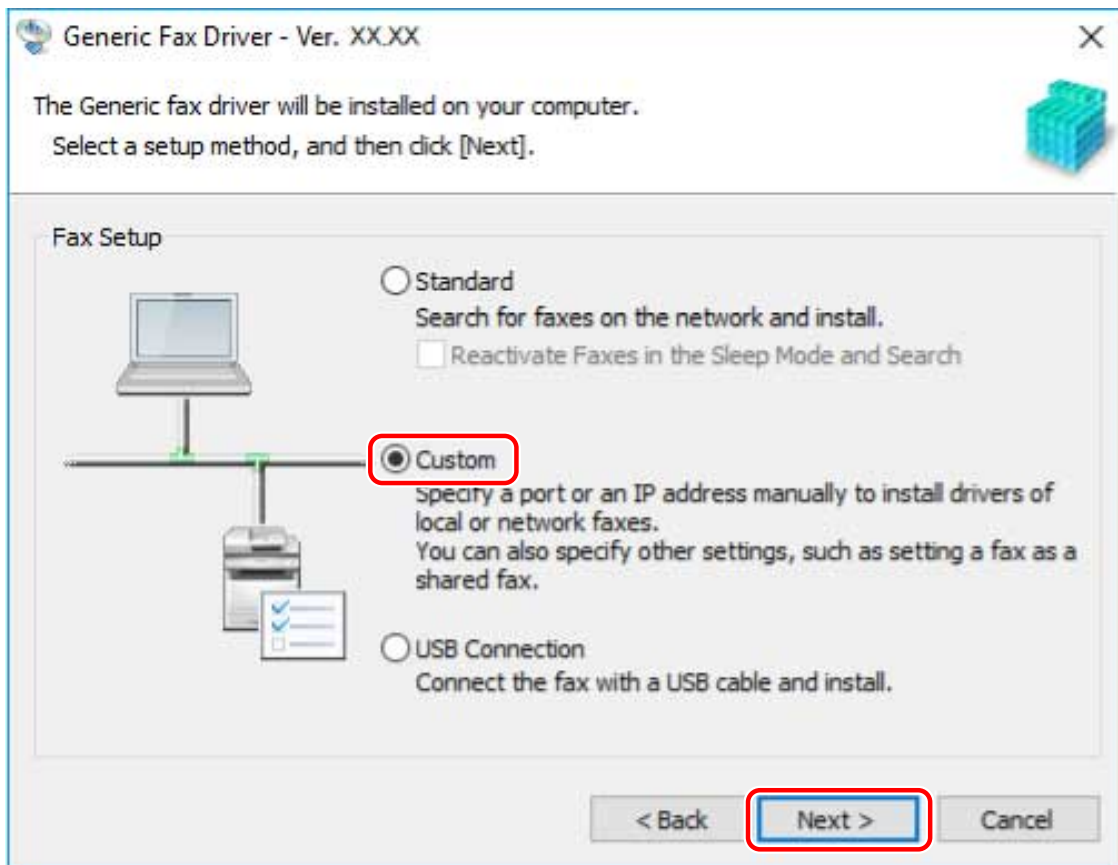 Generic Fax Driver - Ver. XX.XX
The Generic fax driver will be installed on your computer.
Select a setup method, and then click [Next].
Fax Setup
Standard
Search for faxes on the network and install.
Reactivate Faxes in the Sleep Mode and Search
Custom
Specify a port or an IP address manually to install drivers of
local or network faxes.
You can also specify other settings, such as setting a fax as a
shared fax.
USB Connection
Connect the fax with a USB cable and install.
< Back
Next >
Cancel